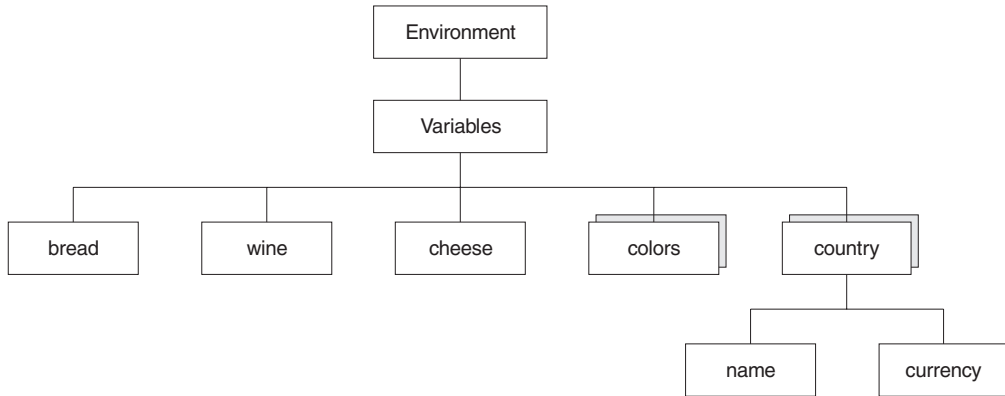 Environment
Variables
bread
wine
cheese
colors
country
name
currency